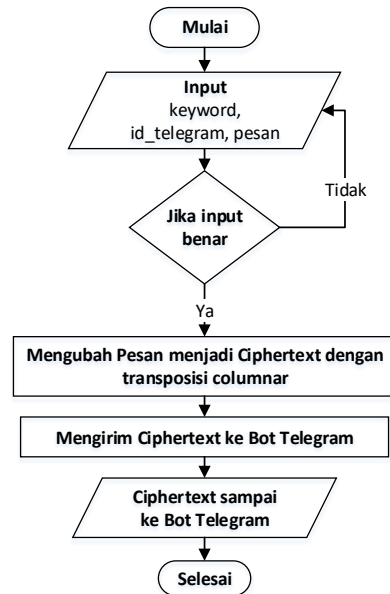 Mulai
Input
keyword,
id_telegram, pesan
Tidak
Jika input
benar
Ya
Mengubah Pesan menjadi Ciphertext dengan
transposisi columnar
Mengirim Ciphertext ke Bot Telegram
Ciphertext sampai
ke Bot Telegram
Selesai